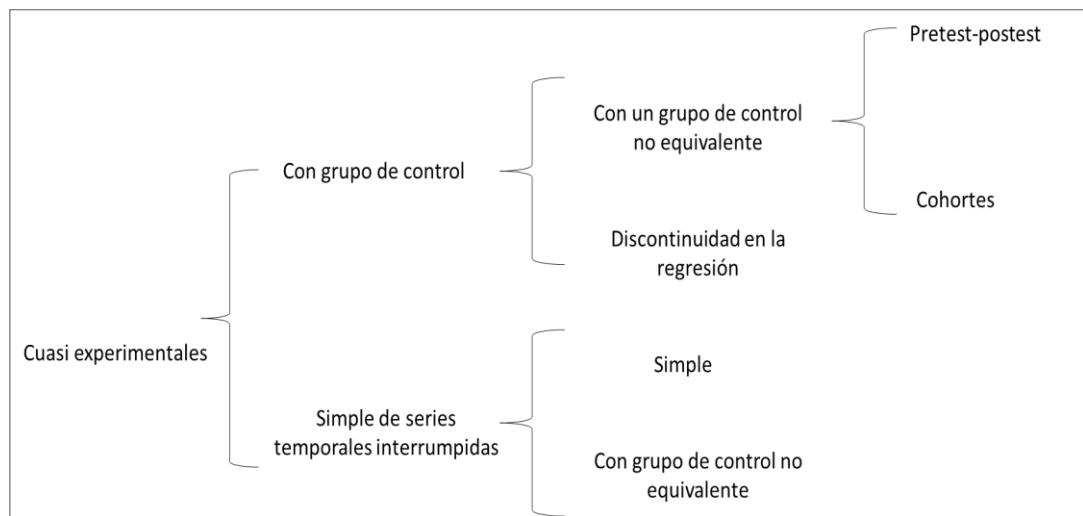 Cuasi experimentales
Con grupo de control
Con un grupo de control
no equivalente
Pretest-postest
Cohortes
Discontinuidad en la
regresión
Simple de series
temporales interrumpidas
Simple
Con grupo de control no
equivalente